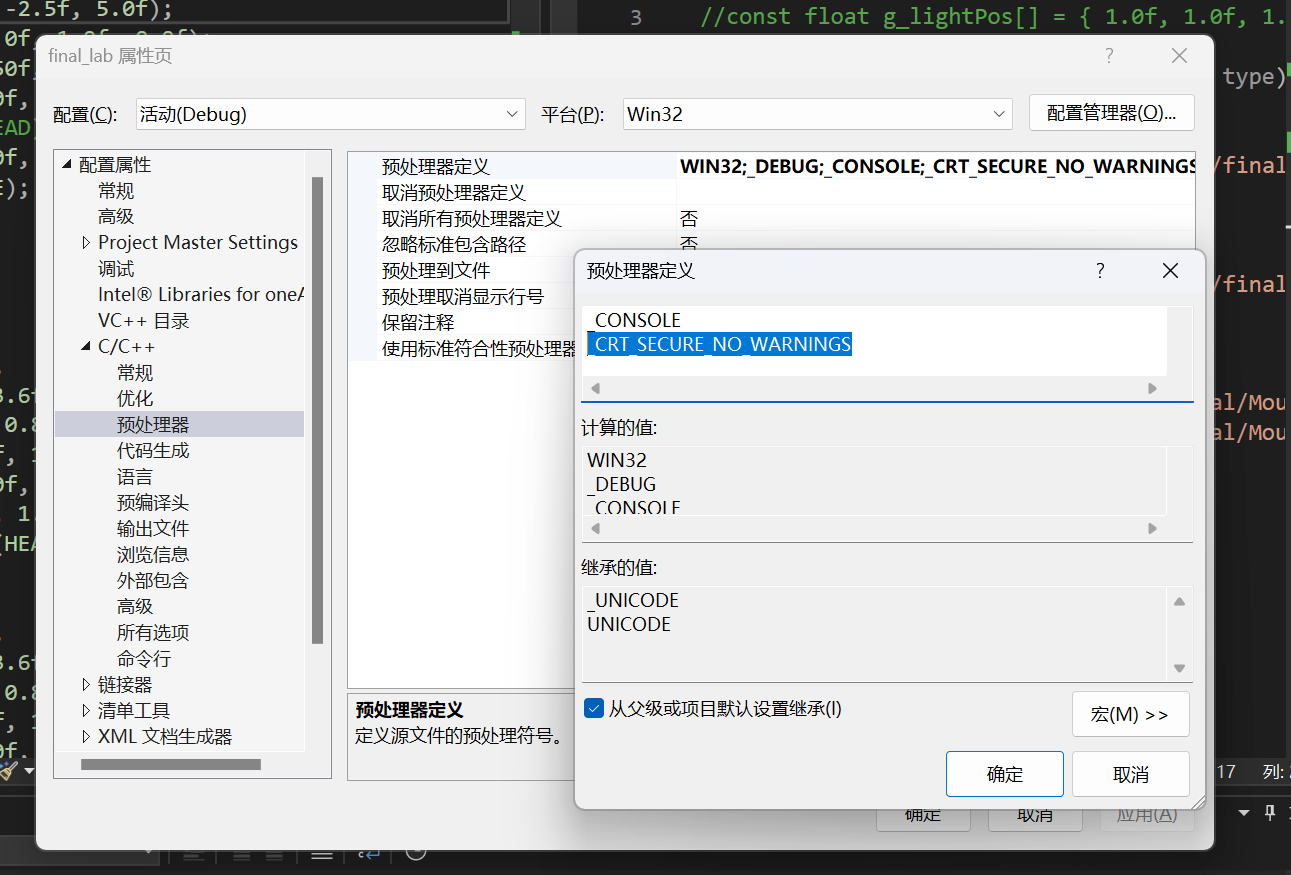 -2.5f, 5.0f);
3 //const float g_lightPos[] = { 1.0f, 1.0f, 1.
final_lab 属性页
?
type)
配置(C):
活动(Debug)
平台(P):
Win32
配置管理器(O)...
配置属性
常规
高级
Project Master Settings
调试
Intel® Libraries for oneA
VC++ 目录
C/C++
常规
优化
预处理器
代码生成
语言
预编译头
输出文件
浏览信息
外部包含
高级
所有选项
命令行
链接器
清单工具
XML 文档生成器
预处理器定义 WIN32;_DEBUG;_CONSOLE;_CRT_SECURE_NO_WARNINGS
取消预处理器定义
取消所有预处理器定义 否
忽略标准包含路径 否
预处理到文件
预处理取消显示行号
保留注释
使用标准符合性预处理器
预处理器定义
定义源文件的预处理符号。
预处理器定义
?
_CONSOLE
_CRT_SECURE_NO_WARNINGS
计算的值:
WIN32
_DEBUG
_CONSOLE
继承的值:
_UNICODE
UNICODE
从父级或项目默认设置继承(I)
宏(M) >>
确定
取消
确定
取消
应用(A)
/final
/final
al/Mou
al/Mou
17
列: